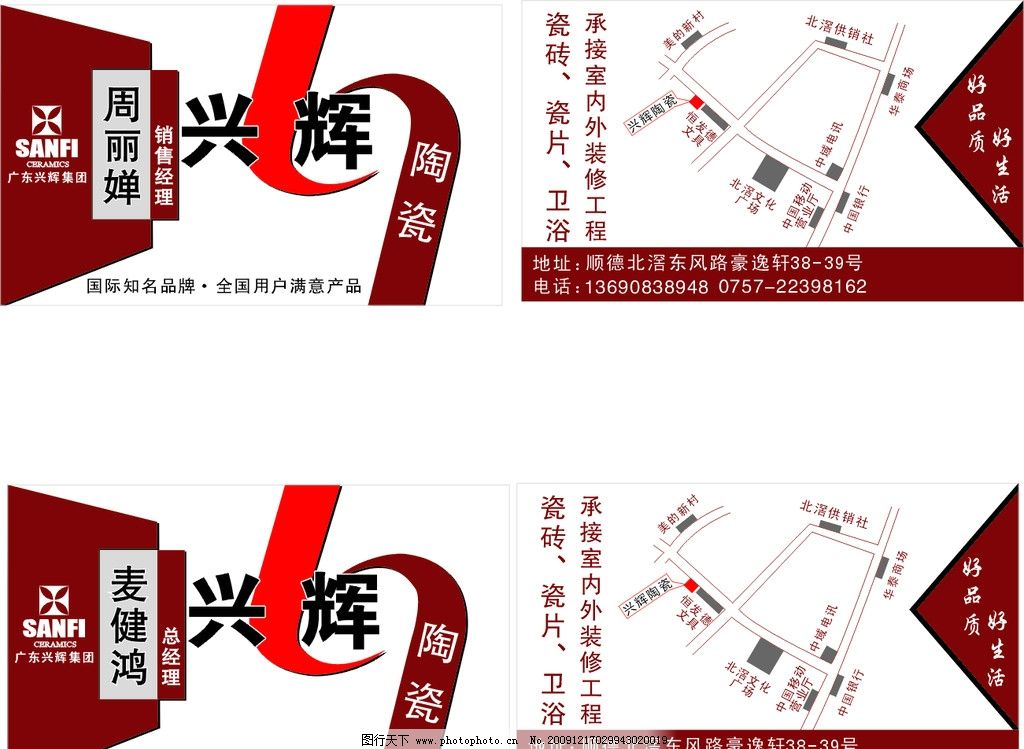 SANFI
CERAMICS
广东兴辉集团
周丽婵
销售经理
兴辉
陶瓷
国际知名品牌·全国用户满意产品
承接室内外装修工程
瓷砖、瓷片、卫浴
美的新村
北滘供销社
华泰商场
兴辉陶瓷
恒发德
文具
中域电讯
北滘文化
广场
中国移动
营业厅
中国银行
好品质
好生活
地址:顺德北滘东风路豪逸轩38-39号
电话:13690838948 0757-22398162
SANFI
CERAMICS
广东兴辉集团
麦健鸿
总经理
兴辉
陶瓷
承接室内外装修工程
瓷砖、瓷片、卫浴
美的新村
北滘供销社
华泰商场
兴辉陶瓷
恒发德
文具
中域电讯
北滘文化
广场
中国移动
营业厅
中国银行
好品质
好生活
地址:顺德北滘东风路豪逸轩38-39号
图行天下 www.photophoto.cn No.20091217029943020019